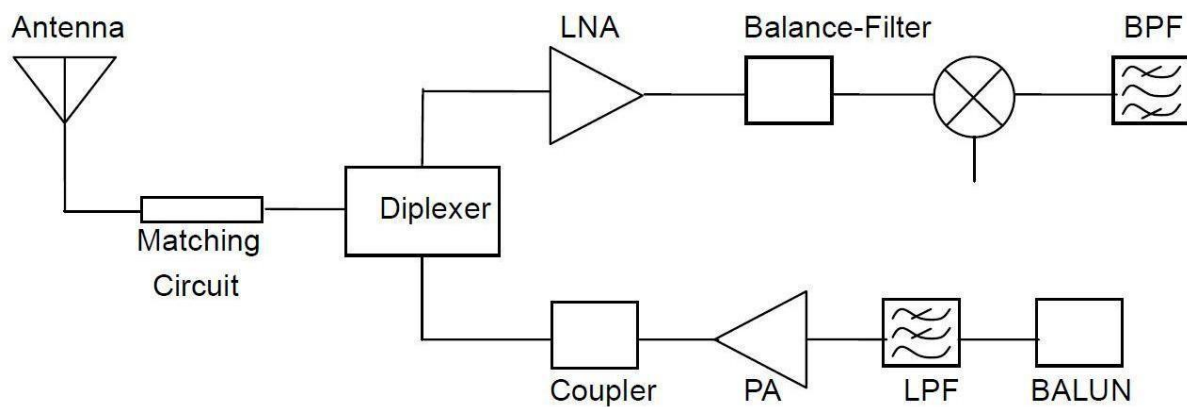 Antenna
LNA
Balance-Filter
BPF
Diplexer
Matching
Circuit
Coupler
PA
LPF
BALUN